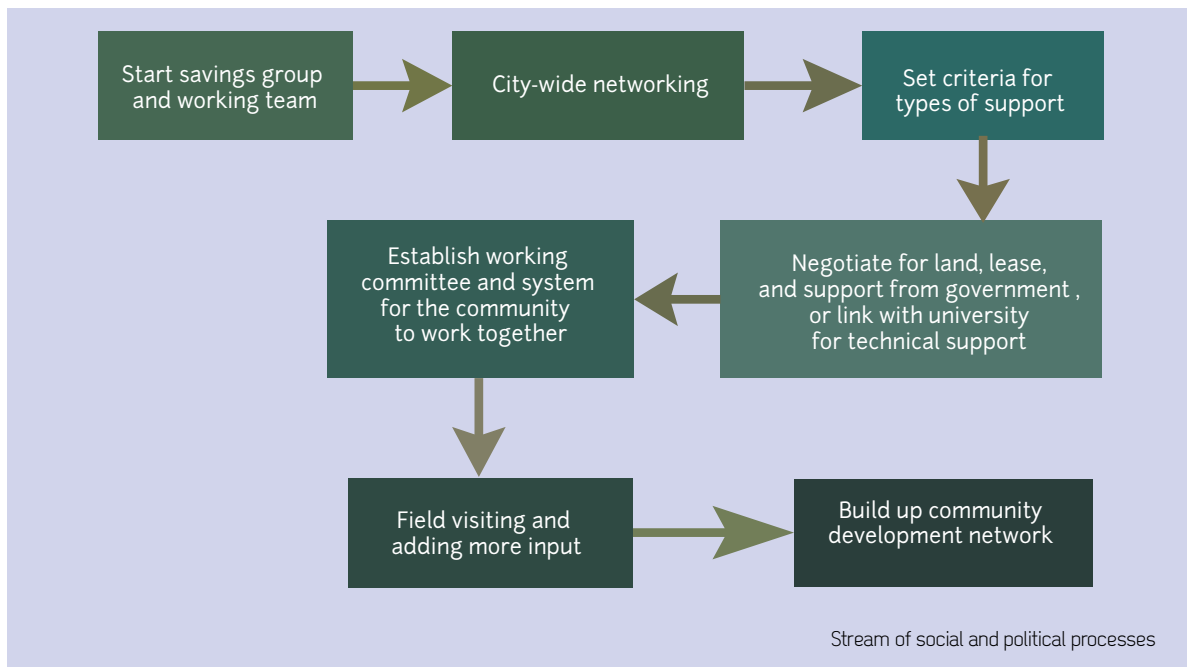 Start savings group
and working team
City-wide networking
Set criteria for
types of support
Negotiate for land, lease,
and support from government ,
or link with university
for technical support
Establish working
committee and system
for the community
to work together
Field visiting and
adding more input
Build up community
development network
Stream of social and political processes